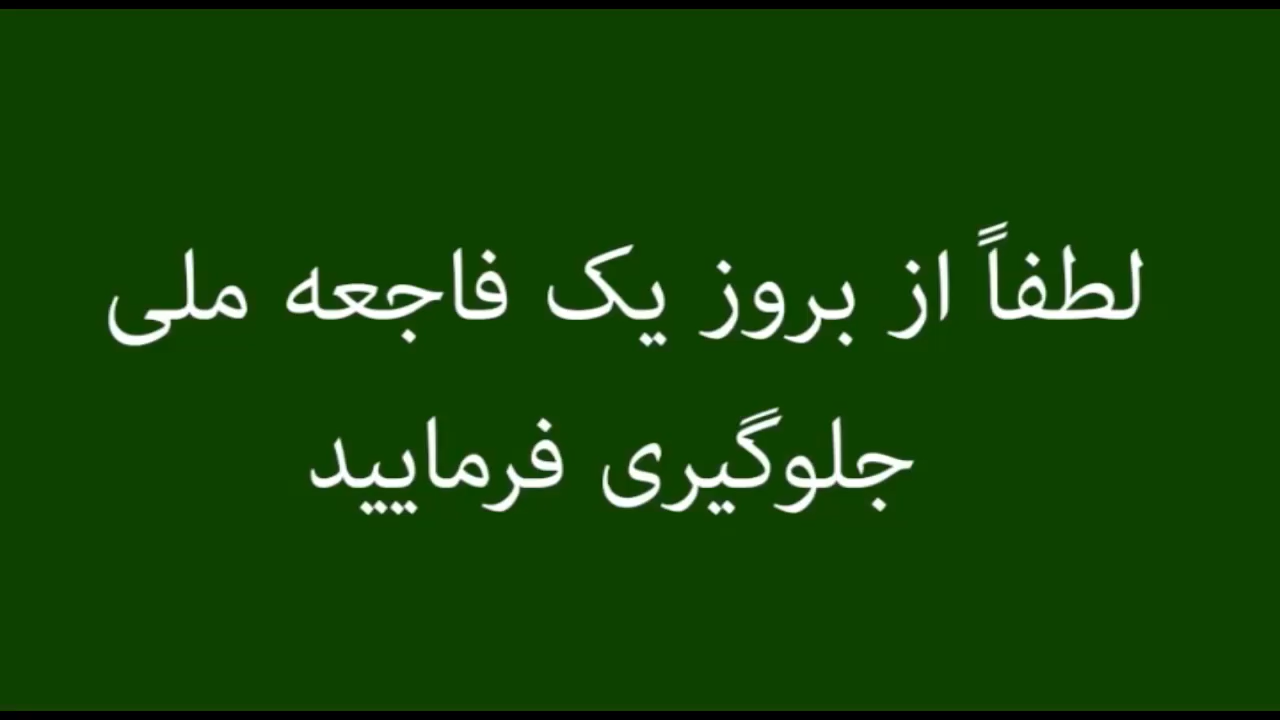 لطفاً از بروز یک فاجعه ملی
جلوگیری فرمایید